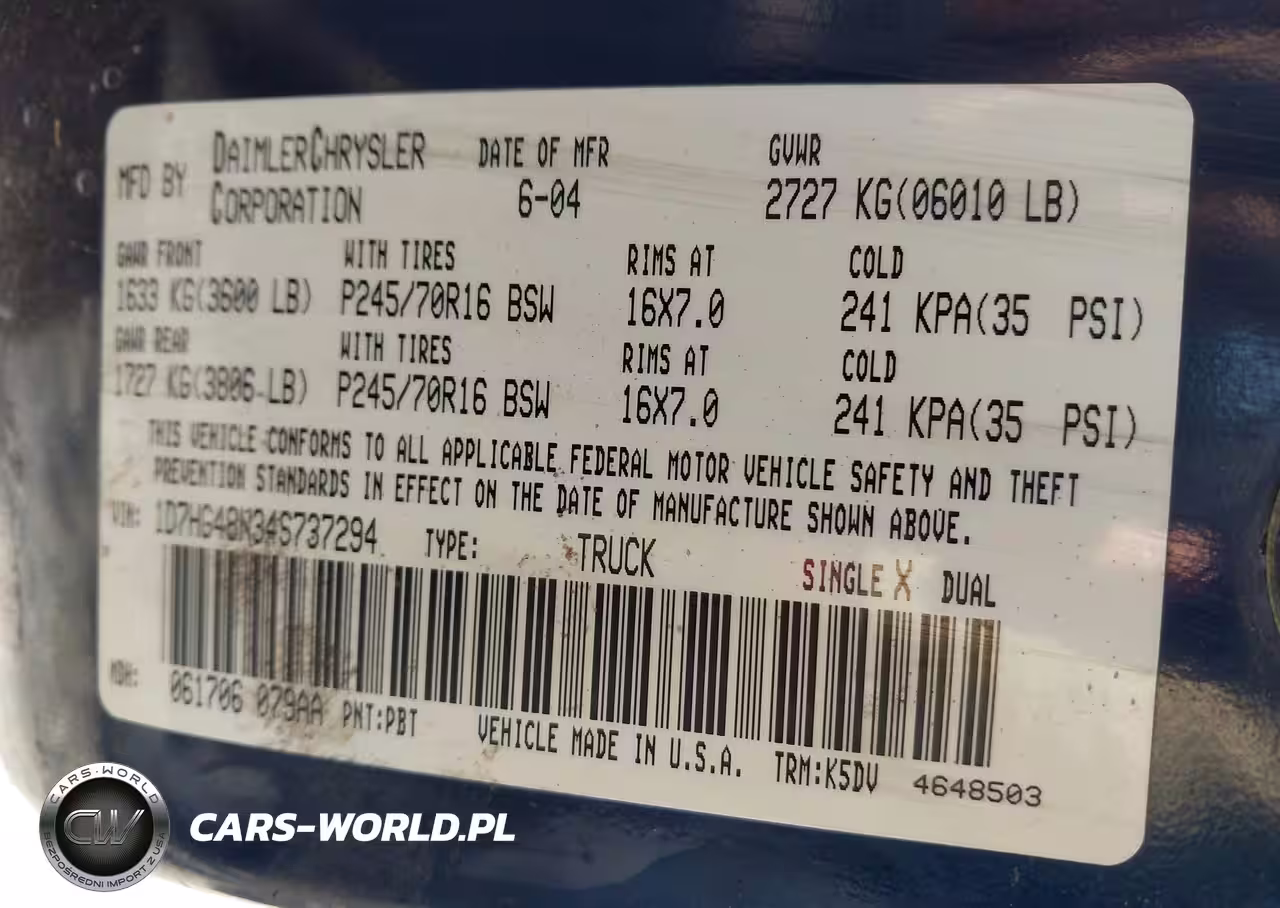 MFD BY DAIMLERCHRYSLER CORPORATION DATE OF MFR 6-04 GVWR 2727 KG(06010 LB)
GAWR FRONT WITH TIRES RIMS AT COLD
1633 KG(3600 LB) P245/70R16 BSW 16X7.0 241 KPA(35 PSI)
GAWR REAR WITH TIRES RIMS AT COLD
1727 KG(3806 LB) P245/70R16 BSW 16X7.0 241 KPA(35 PSI)
THIS VEHICLE CONFORMS TO ALL APPLICABLE FEDERAL MOTOR VEHICLE SAFETY AND THEFT
PREVENTION STANDARDS IN EFFECT ON THE DATE OF MANUFACTURE SHOWN ABOVE.
VIN: 1D7HG48N34S737294 TYPE: TRUCK SINGLE X DUAL
MDH: 061706 079AA PNT:PBT VEHICLE MADE IN U.S.A. TRM:K5DV 4648503
CARS-WORLD
CW
BEZPOŚREDNI IMPORT Z USA
CARS-WORLD.PL